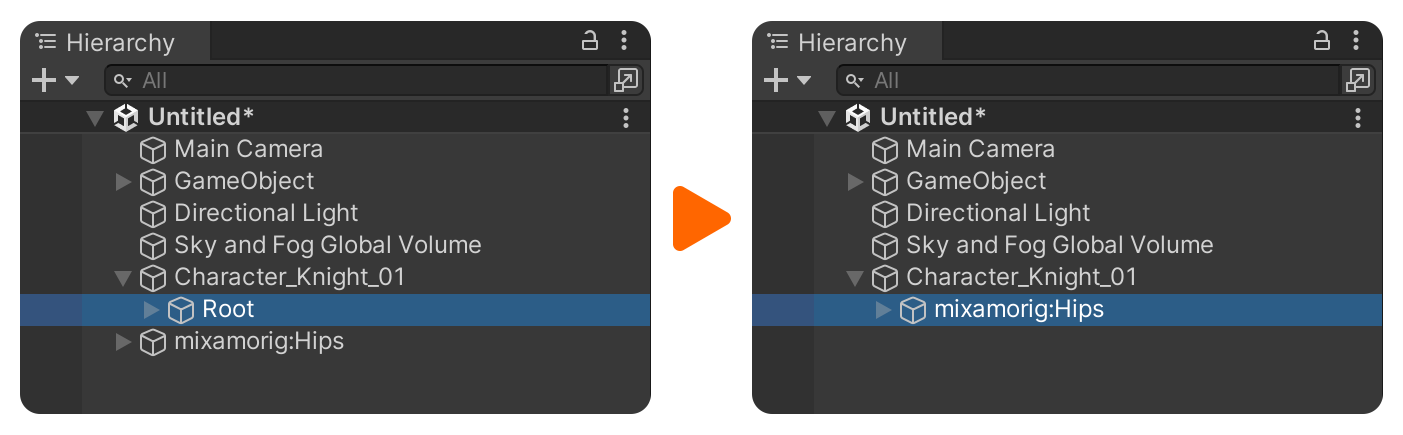 Hierarchy
All
Untitled*
Main Camera
GameObject
Directional Light
Sky and Fog Global Volume
Character_Knight_01
Root
mixamorig:Hips
Hierarchy
All
Untitled*
Main Camera
GameObject
Directional Light
Sky and Fog Global Volume
Character_Knight_01
mixamorig:Hips